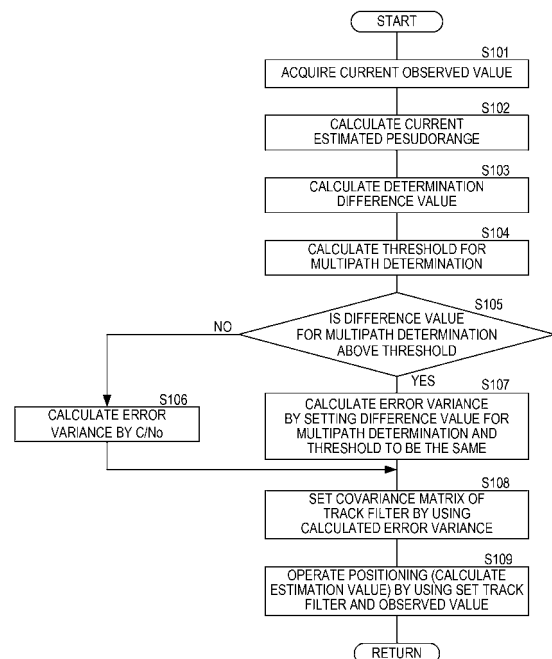 START
S101
ACQUIRE CURRENT OBSERVED VALUE
S102
CALCULATE CURRENT
ESTIMATED PESUDORANGE
S103
CALCULATE DETERMINATION
DIFFERENCE VALUE
S104
CALCULATE THRESHOLD FOR
MULTIPATH DETERMINATION
S105
IS DIFFERENCE VALUE
FOR MULTIPATH DETERMINATION
ABOVE THRESHOLD
NO
YES
S106
CALCULATE ERROR
VARIANCE BY C/No
S107
CALCULATE ERROR VARIANCE
BY SETTING DIFFERENCE VALUE FOR
MULTIPATH DETERMINATION AND
THRESHOLD TO BE THE SAME
S108
SET COVARIANCE MATRIX OF
TRACK FILTER BY USING
CALCULATED ERROR VARIANCE
S109
OPERATE POSITIONING (CALCULATE
ESTIMATION VALUE) BY USING SET TRACK
FILTER AND OBSERVED VALUE
RETURN